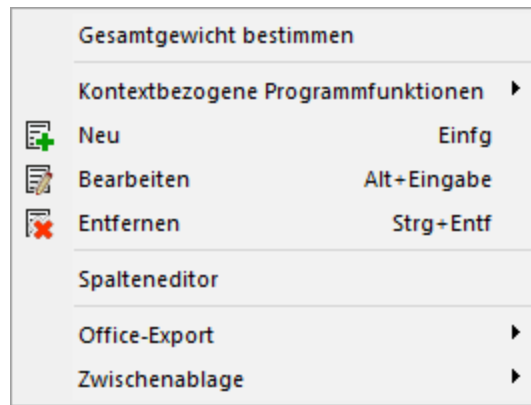 Gesamtgewicht bestimmen
Kontextbezogene Programmfunktionen
Neu Einfg
Bearbeiten Alt+Eingabe
Entfernen Strg+Entf
Spalteneditor
Office-Export
Zwischenablage